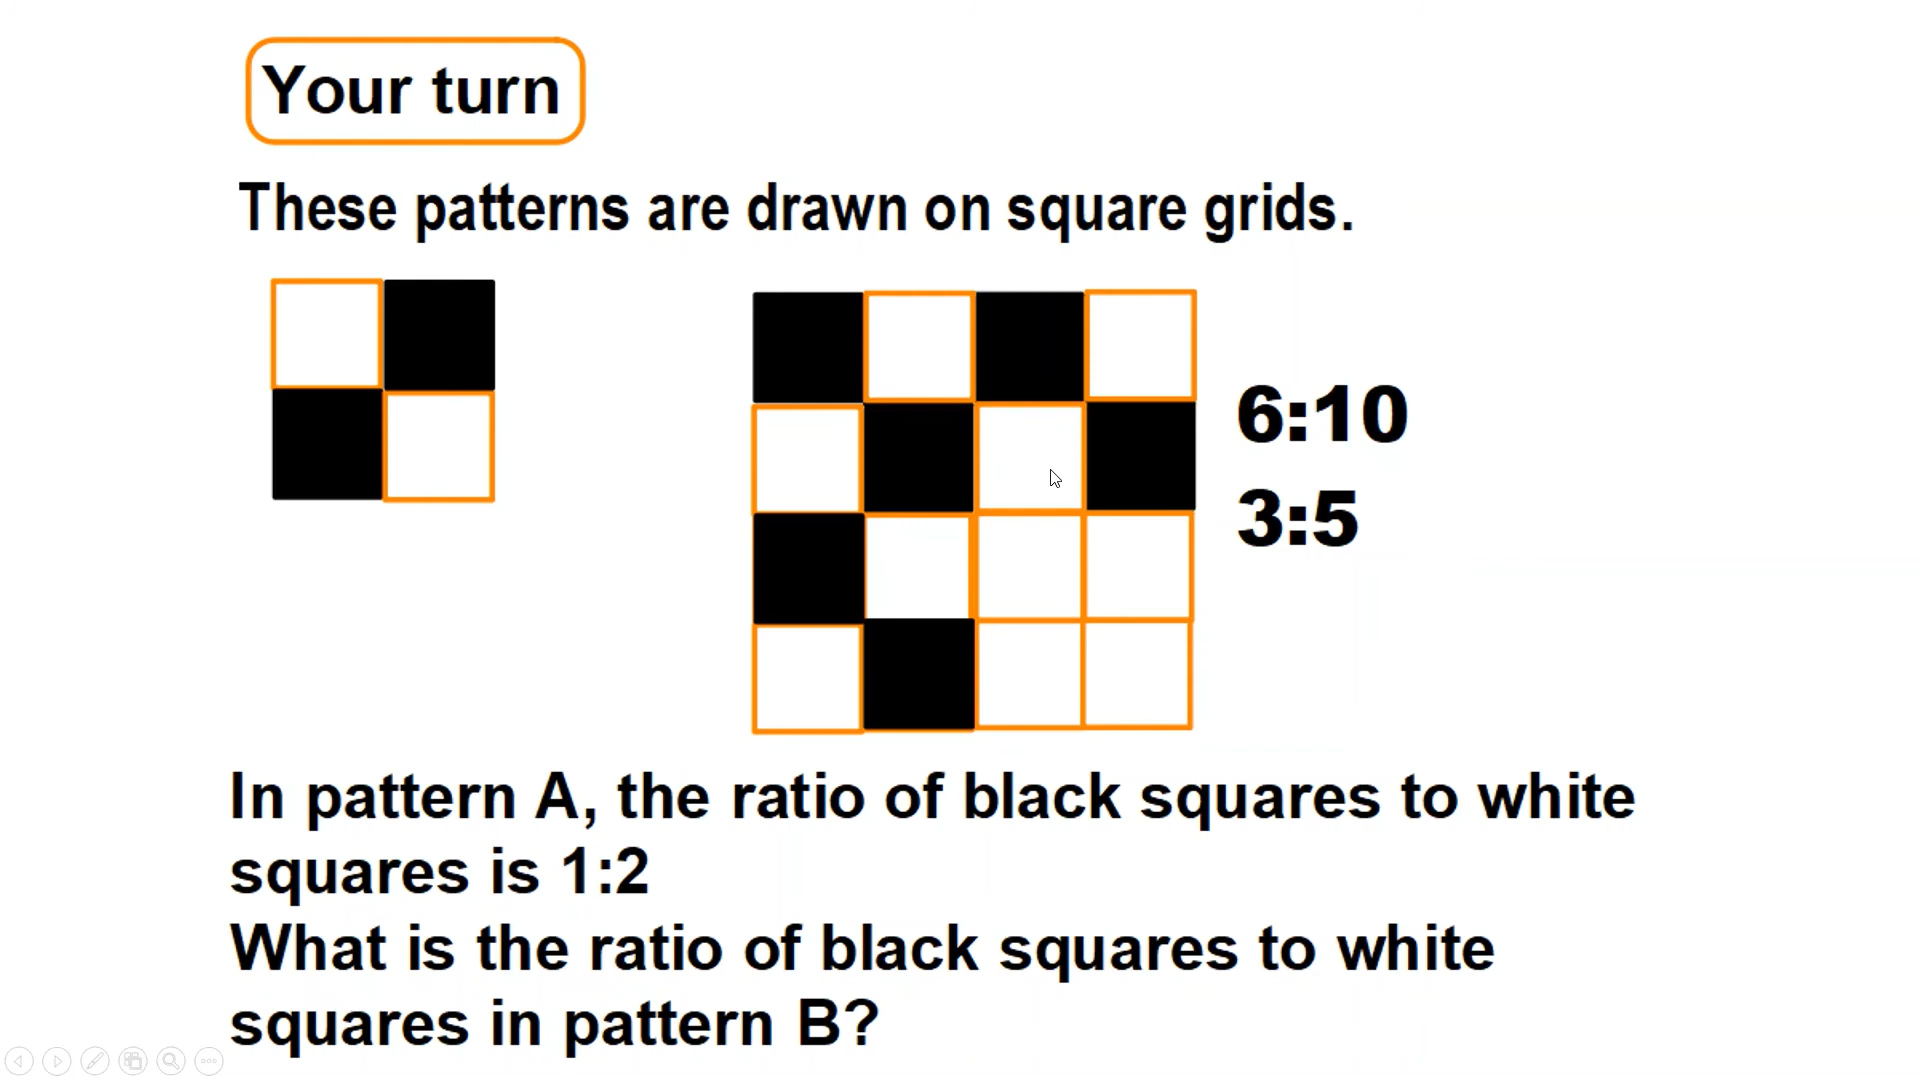 Your turn
These patterns are drawn on square grids.
6:10
3:5
In pattern A, the ratio of black squares to white
squares is 1:2
What is the ratio of black squares to white
squares in pattern B?